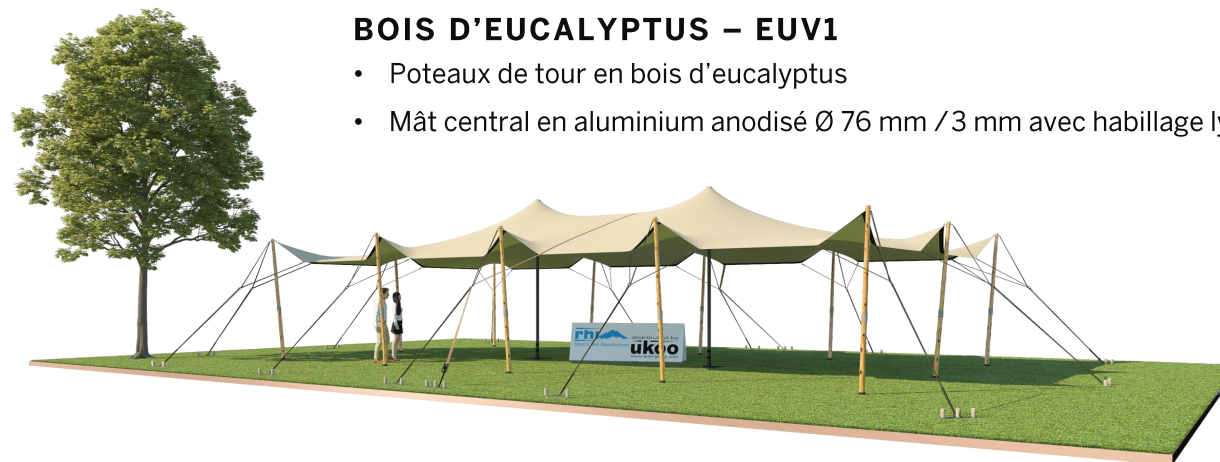 BOIS D’EUCALYPTUS – EUV1
• Poteaux de tour en bois d’eucalyptus
• Mât central en aluminium anodisé Ø 76 mm / 3 mm avec habillage
rhi
distributed by
ukoo